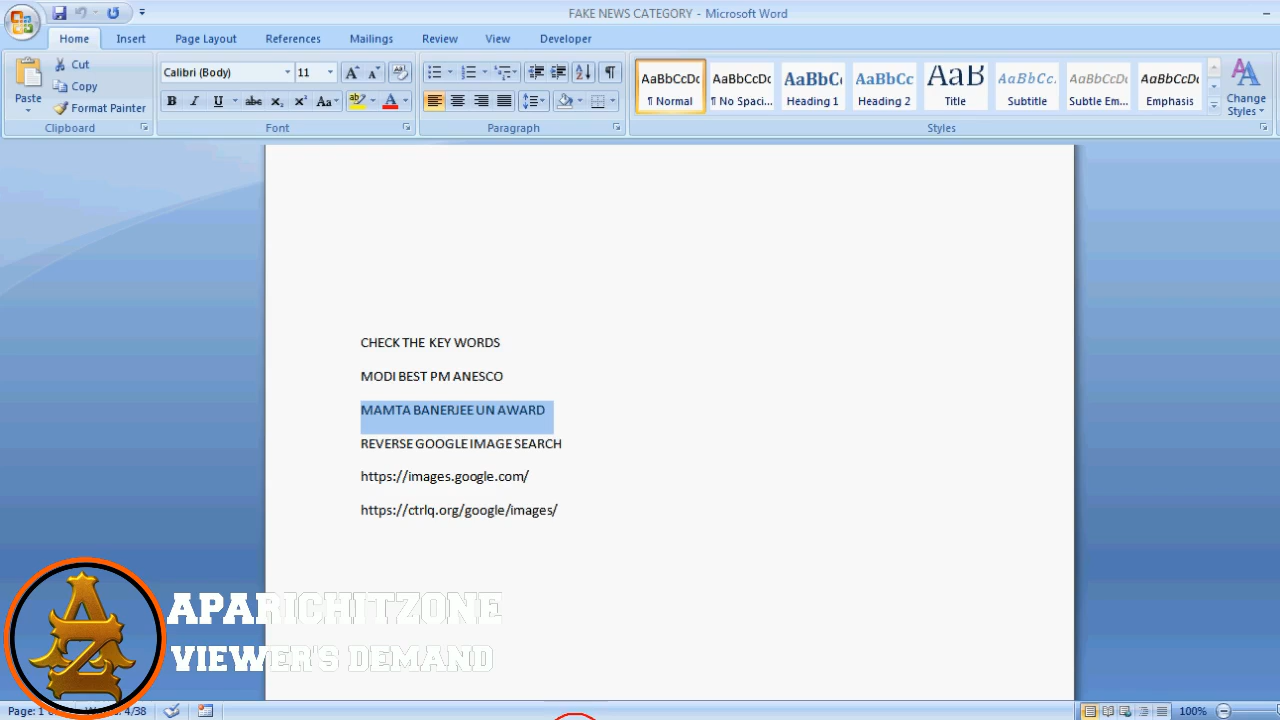 FAKE NEWS CATEGORY - Microsoft Word
Home Insert Page Layout References Mailings Review View Developer
Paste
Cut
Copy
Format Painter
Clipboard
Calibri (Body) 11
Font
Paragraph
AaBbCcDc AaBbCcDc AaBbC( AaBbCc AaB AaBbCc. AaBbCcDc AaBbCcDc
¶ Normal ¶ No Spaci... Heading 1 Heading 2 Title Subtitle Subtle Em... Emphasis
Change Styles
Styles
CHECK THE KEY WORDS
MODI BEST PM ANESCO
MAMTA BANERJEE UN AWARD
REVERSE GOOGLE IMAGE SEARCH
https://images.google.com/
https://ctrlq.org/google/images/
APARICHITZONE
VIEWER'S DEMAND
AZ
Page: 1 4/38 100%